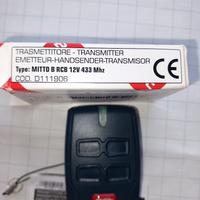 TRASMETTITORE - TRANSMITTER
EMETTEUR-HANDSENDER-TRANSMISOR
Type: MITTO B RCB 12V 433 Mhz
COD. D111906
CE